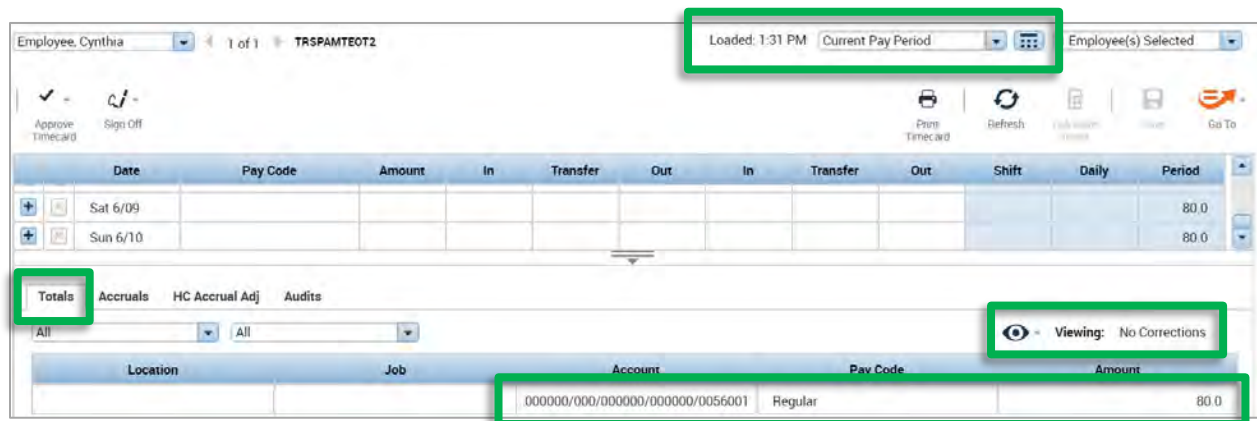 Employee, Cynthia 1 of 1 TRSPAMTEOT2 Loaded: 1:31 PM Current Pay Period Employee(s) Selected
Approve Timecard Sign Off Print Timecard Refresh Go To
Date Pay Code Amount In Transfer Out In Transfer Out Shift Daily Period
Sat 6/09 80.0
Sun 6/10 80.0
Totals Accruals HC Accrual Adj Audits
All All Viewing: No Corrections
Location Job Account Pay Code Amount
000000/000/000000/000000/0056001 Regular 80.0